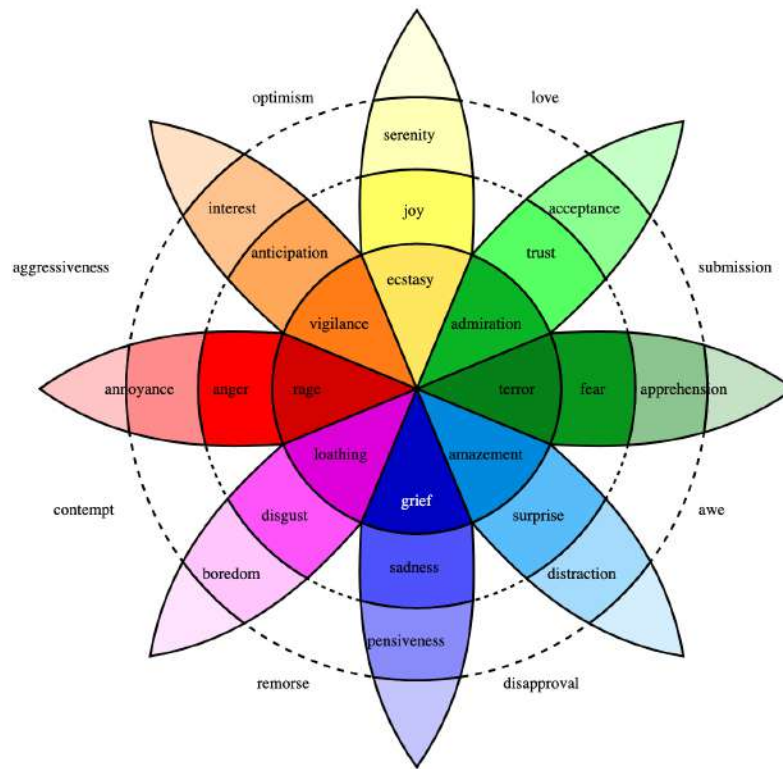 optimism
love
serenity
interest
acceptance
joy
anticipation
trust
aggressiveness
submission
ecstasy
vigilance
admiration
annoyance
anger
rage
terror
fear
apprehension
loathing
amazement
grief
contempt
awe
disgust
surprise
boredom
sadness
distraction
pensiveness
remorse
disapproval